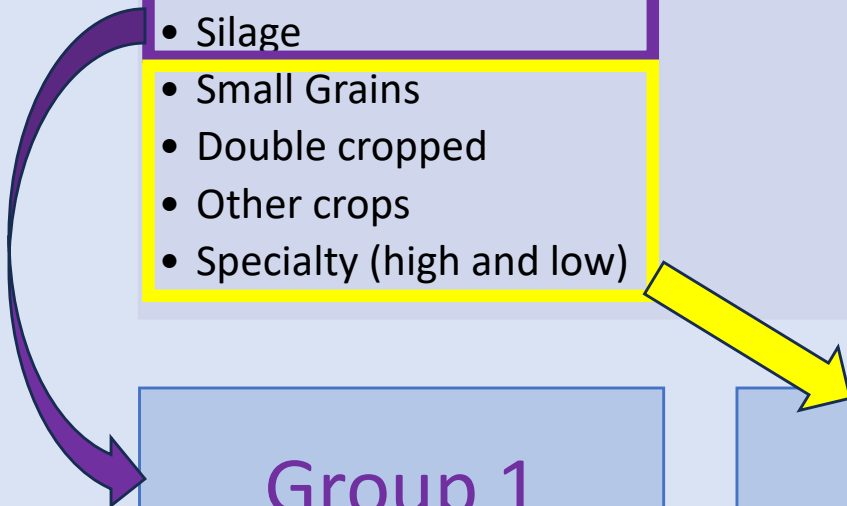 • Silage
• Small Grains
• Double cropped
• Other crops
• Specialty (high and low)
Group 1